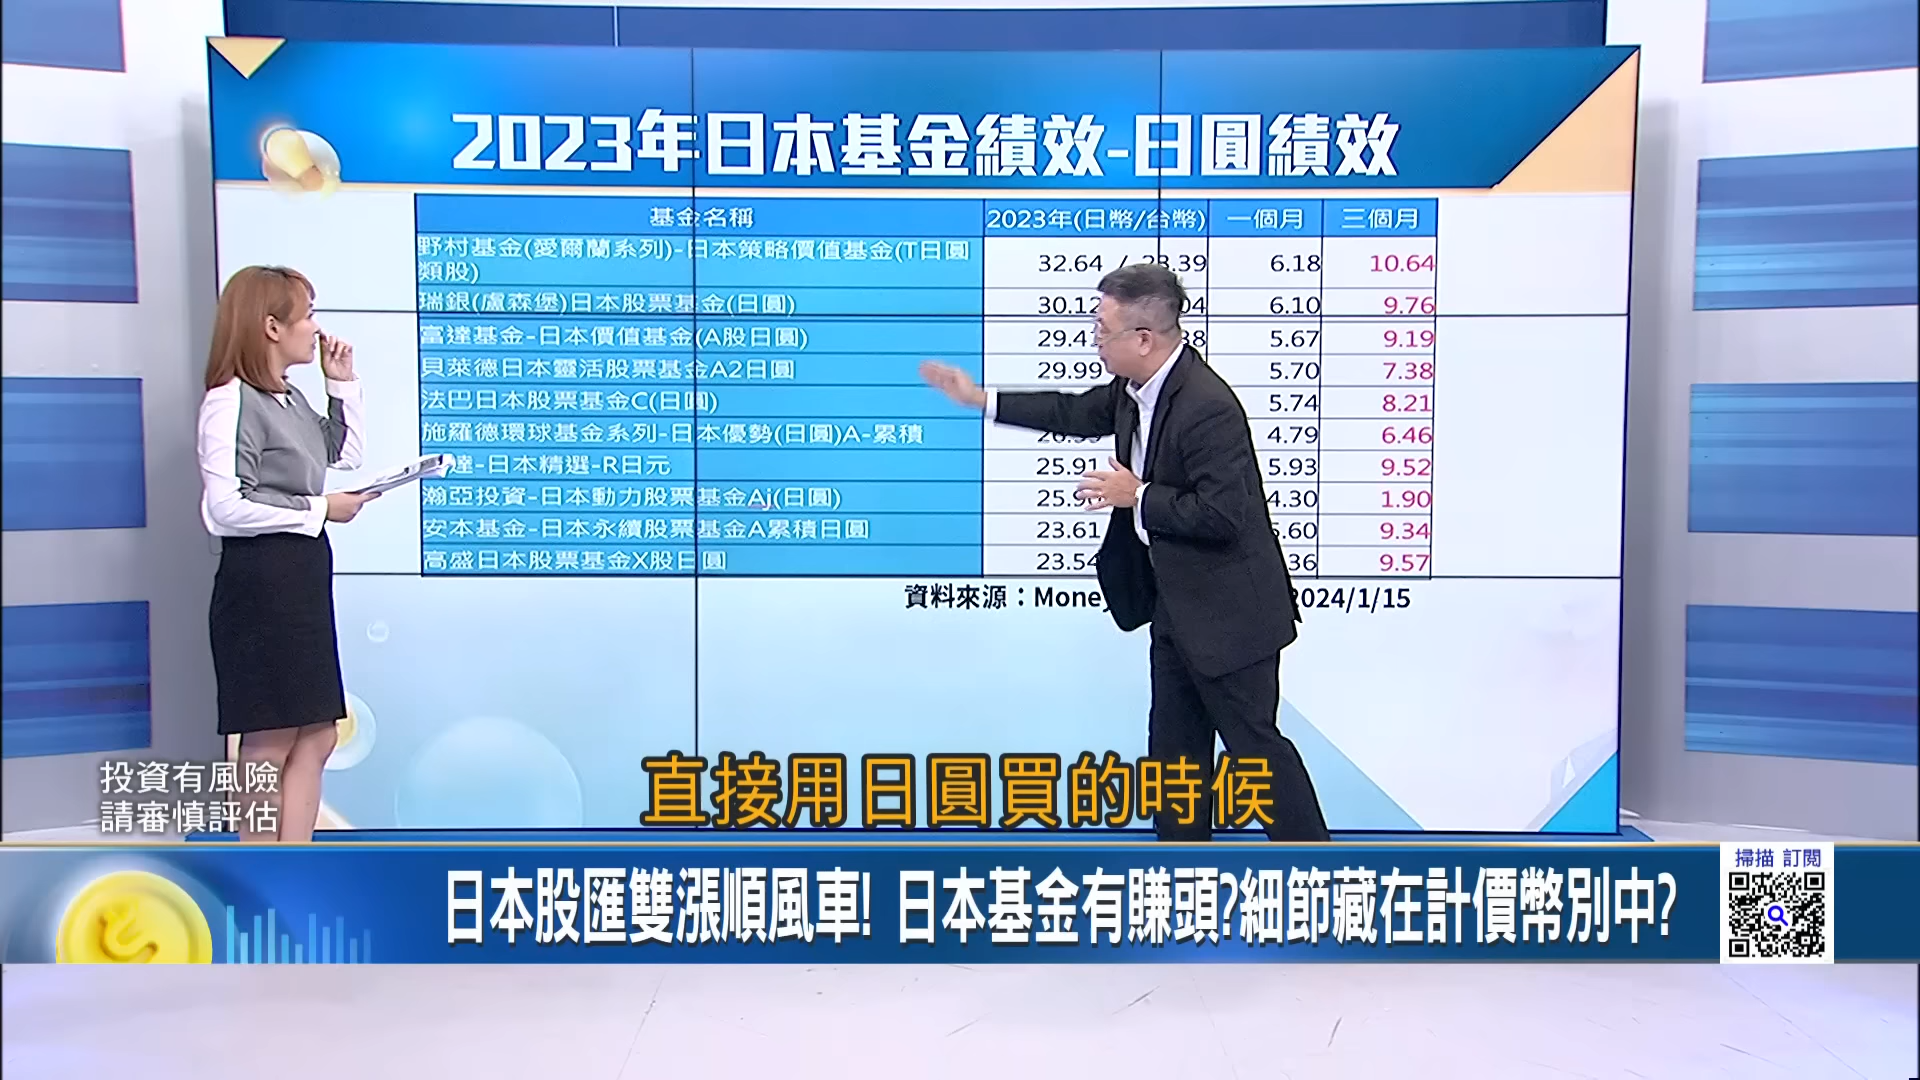 2023年日本基金績效-日圓績效
基金名稱 2023年(日幣/台幣) 一個月 三個月
野村基金(愛爾蘭系列)-日本策略價值基金(T日圓
類股) 32.64 / 23.39 6.18 10.64
瑞銀(盧森堡)日本股票基金(日圓) 30.12 04 6.10 9.76
富達基金-日本價值基金(A股日圓) 29.41 38 5.67 9.19
貝萊德日本靈活股票基金A2日圓 29.99 5.70 7.38
法巴日本股票基金C(日圓) 5.74 8.21
施羅德環球基金系列-日本優勢(日圓)A-累積 4.79 6.46
達-日本精選-R日元 25.91 5.93 9.52
瀚亞投資-日本動力股票基金Aj(日圓) 25.9 4.30 1.90
安本基金-日本永續股票基金A累積日圓 23.61 .60 9.34
高盛日本股票基金X股日圓 23.54 36 9.57
資料來源：Money 2024/1/15
直接用日圓買的時候
投資有風險
請審慎評估
日本股匯雙漲順風車! 日本基金有賺頭?細節藏在計價幣別中?
掃描 訂閱